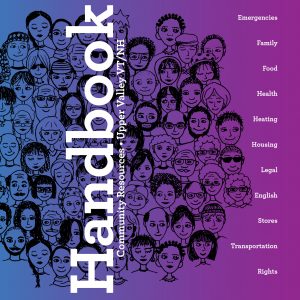 Handbook
Community Resources • Upper Valley VT/NH
Emergencies
Family
Food
Health
Heating
Housing
Legal
English
Stores
Transportation
Rights